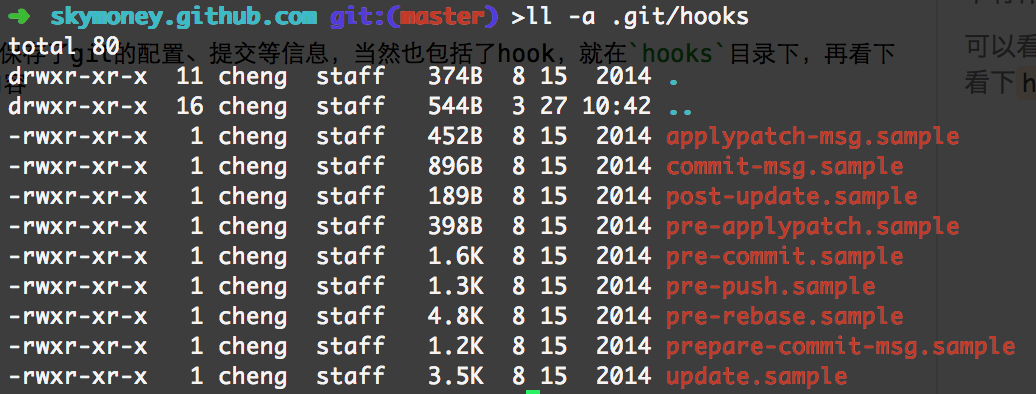 ➜ skymoney.github.com git:(master) >ll -a .git/hooks
total 80
保存了git的配置、提交等信息，当然也包括了hook，就在`hooks`目录下，再看下
drwxr-xr-x 11 cheng staff 374B 8 15 2014 .
drwxr-xr-x 16 cheng staff 544B 3 27 10:42 ..
-rwxr-xr-x 1 cheng staff 452B 8 15 2014 applypatch-msg.sample
-rwxr-xr-x 1 cheng staff 896B 8 15 2014 commit-msg.sample
-rwxr-xr-x 1 cheng staff 189B 8 15 2014 post-update.sample
-rwxr-xr-x 1 cheng staff 398B 8 15 2014 pre-applypatch.sample
-rwxr-xr-x 1 cheng staff 1.6K 8 15 2014 pre-commit.sample
-rwxr-xr-x 1 cheng staff 1.3K 8 15 2014 pre-push.sample
-rwxr-xr-x 1 cheng staff 4.8K 8 15 2014 pre-rebase.sample
-rwxr-xr-x 1 cheng staff 1.2K 8 15 2014 prepare-commit-msg.sample
-rwxr-xr-x 1 cheng staff 3.5K 8 15 2014 update.sample
可以看
看下 h